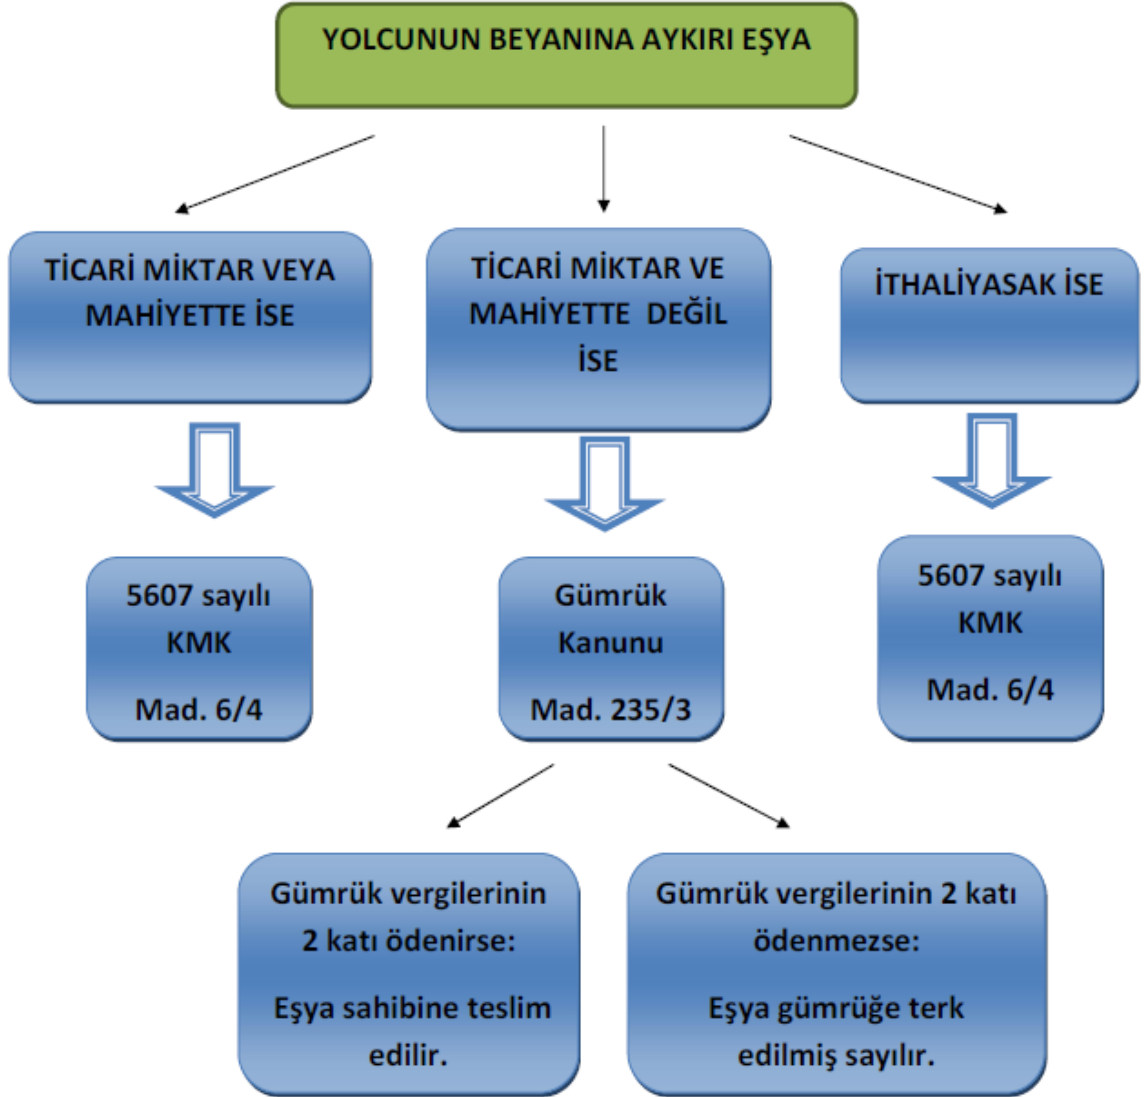 YOLCUNUN BEYANINA AYKIRI EŞYA
TİCARİ MİKTAR VEYA
MAHİYETTE İSE
TİCARİ MİKTAR VE
MAHİYETTE DEĞİL
İSE
İTHALİYASAK İSE
5607 sayılı
KMK
Mad. 6/4
Gümrük
Kanunu
Mad. 235/3
5607 sayılı
KMK
Mad. 6/4
Gümrük vergilerinin
2 katı ödenirse:
Eşya sahibine teslim
edilir.
Gümrük vergilerinin 2 katı
ödenmezse:
Eşya gümrüğe terk
edilmiş sayılır.